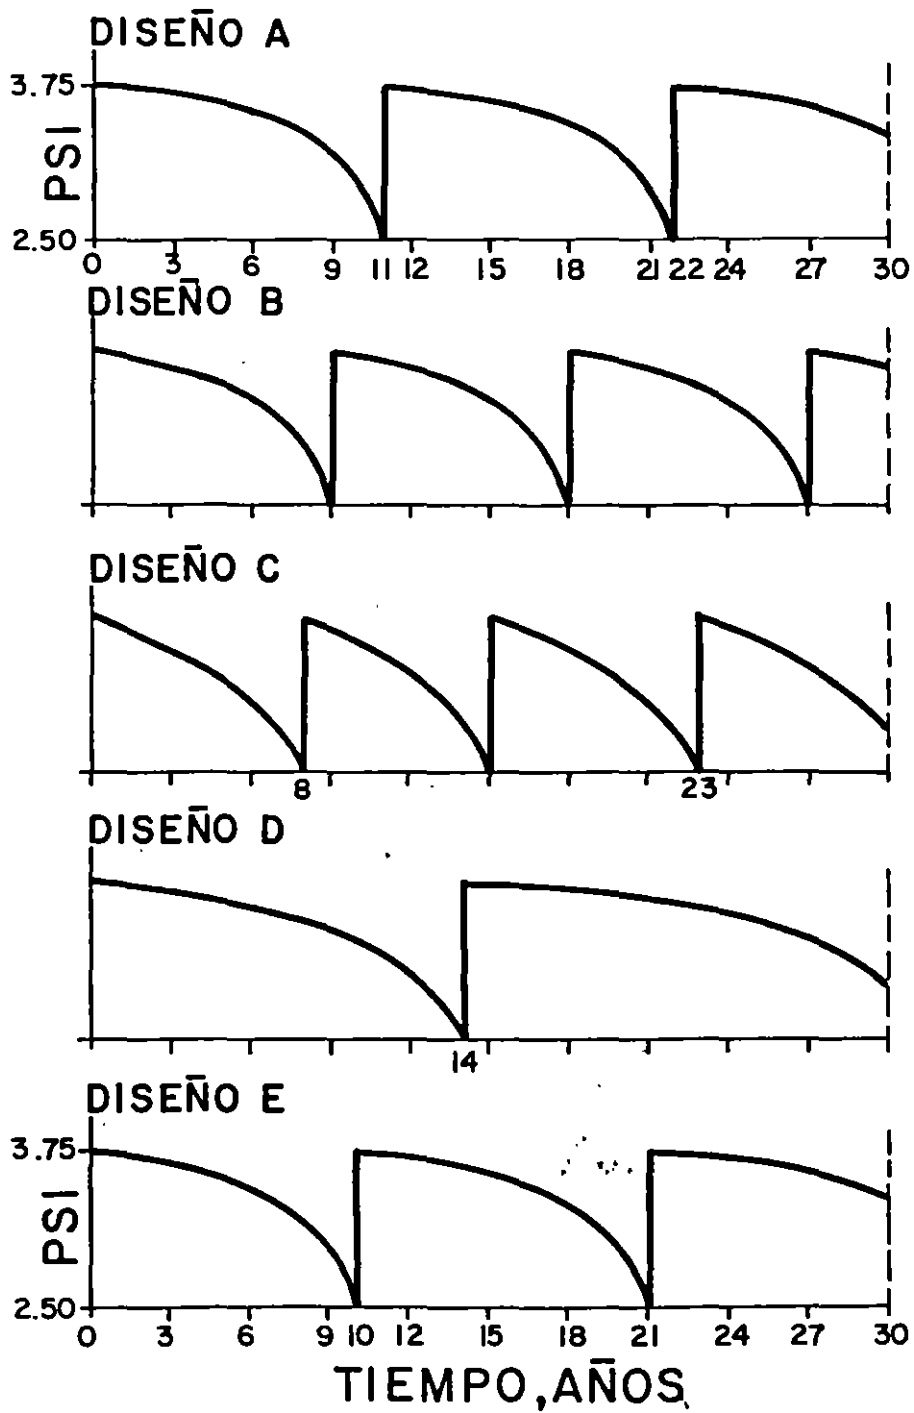 DISEÑO A
3.75
PSI
2.50
0 3 6 9 11 12 15 18 21 22 24 27 30
DISEÑO B
DISEÑO C
8 23
DISEÑO D
14
DISEÑO E
3.75
PSI
2.50
0 3 6 9 10 12 15 18 21 24 27 30
TIEMPO, AÑOS